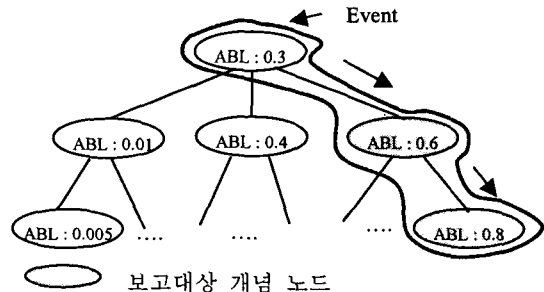 Event
ABL : 0.3
ABL : 0.01
ABL : 0.4
ABL : 0.6
ABL : 0.005
....
....
....
ABL : 0.8
보고대상 개념 노드